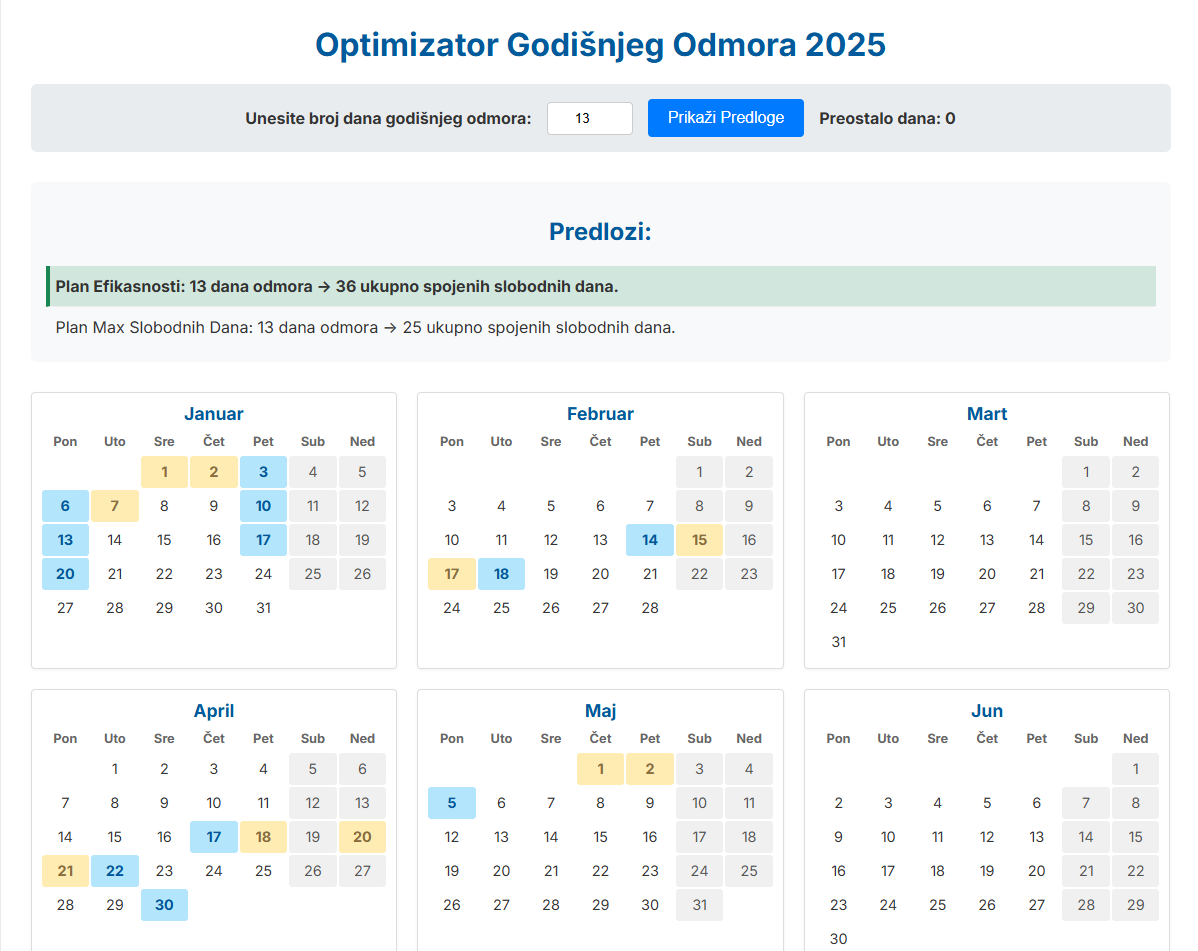 Optimizator Godišnjeg Odmora 2025
Unesite broj dana godišnjeg odmora: 13 Prikaži Predloge Preostalo dana: 0
Predlozi:
Plan Efikasnosti: 13 dana odmora → 36 ukupno spojenih slobodnih dana.
Plan Max Slobodnih Dana: 13 dana odmora → 25 ukupno spojenih slobodnih dana.
Januar
Pon Uto Sre Čet Pet Sub Ned
1 2 3 4 5
6 7 8 9 10 11 12
13 14 15 16 17 18 19
20 21 22 23 24 25 26
27 28 29 30 31
Februar
Pon Uto Sre Čet Pet Sub Ned
1 2
3 4 5 6 7 8 9
10 11 12 13 14 15 16
17 18 19 20 21 22 23
24 25 26 27 28
Mart
Pon Uto Sre Čet Pet Sub Ned
1 2
3 4 5 6 7 8 9
10 11 12 13 14 15 16
17 18 19 20 21 22 23
24 25 26 27 28 29 30
31
April
Pon Uto Sre Čet Pet Sub Ned
1 2 3 4 5 6
7 8 9 10 11 12 13
14 15 16 17 18 19 20
21 22 23 24 25 26 27
28 29 30
Maj
Pon Uto Sre Čet Pet Sub Ned
1 2 3 4
5 6 7 8 9 10 11
12 13 14 15 16 17 18
19 20 21 22 23 24 25
26 27 28 29 30 31
Jun
Pon Uto Sre Čet Pet Sub Ned
1
2 3 4 5 6 7 8
9 10 11 12 13 14 15
16 17 18 19 20 21 22
23 24 25 26 27 28 29
30